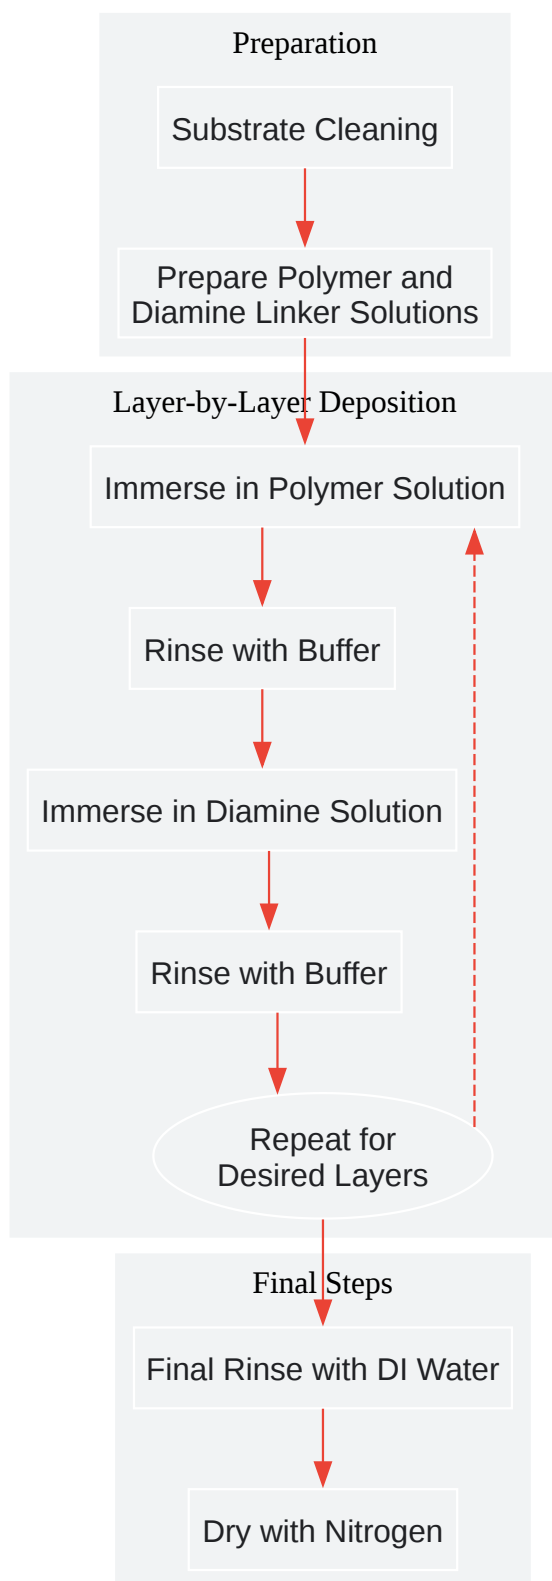 Preparation
Substrate Cleaning
Prepare Polymer and
Diamine Linker Solutions
Layer-by-Layer Deposition
Immerse in Polymer Solution
Rinse with Buffer
Immerse in Diamine Solution
Rinse with Buffer
Repeat for
Desired Layers
Final Steps
Final Rinse with DI Water
Dry with Nitrogen